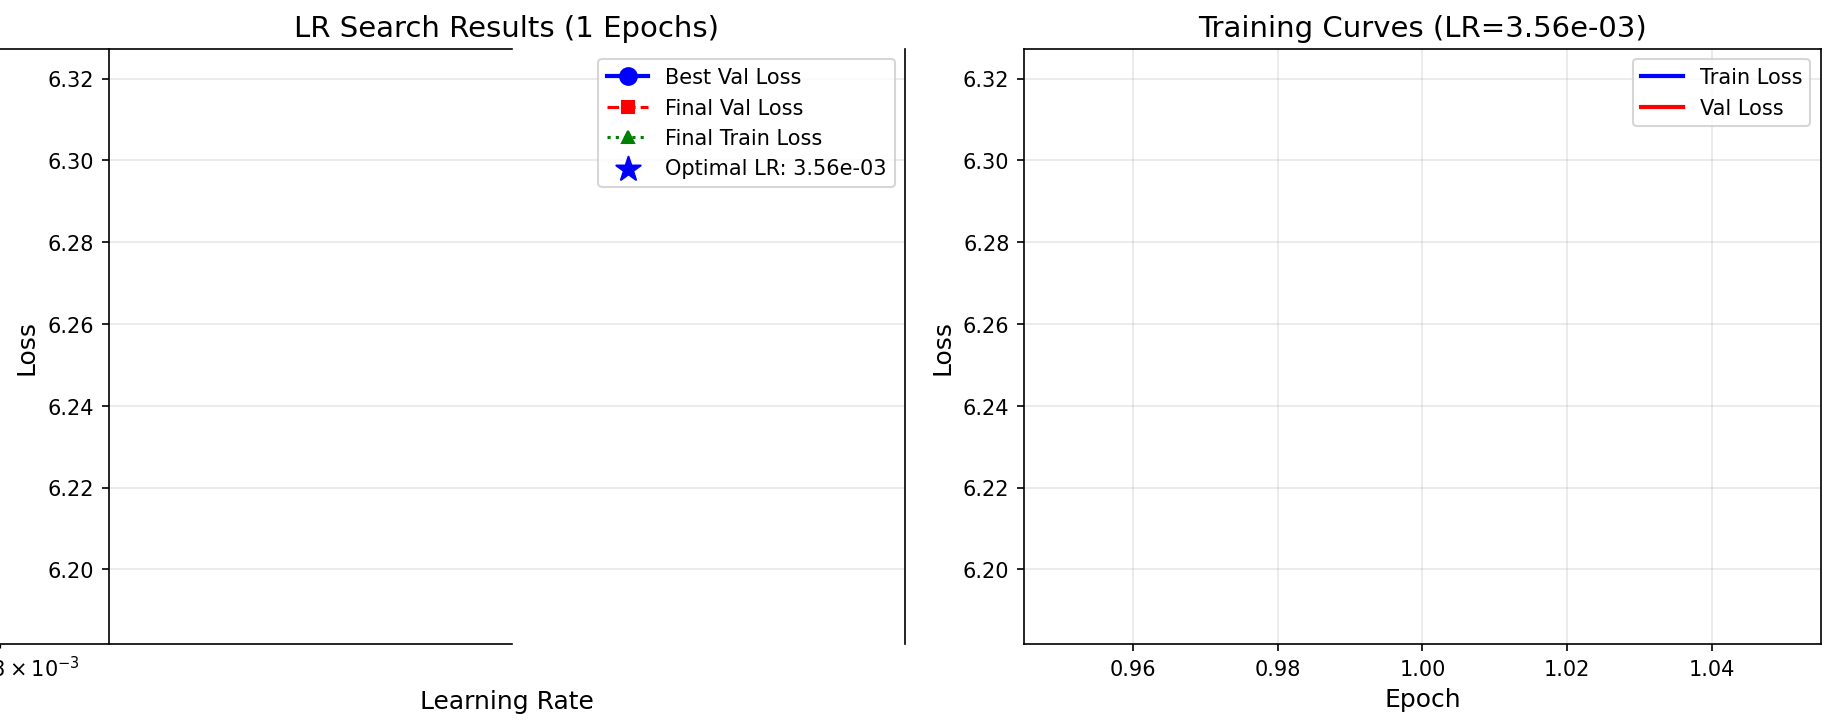 LR Search Results (1 Epochs)
6.32
6.30
6.28
6.26
6.24
6.22
6.20
Loss
Best Val Loss
Final Val Loss
Final Train Loss
Optimal LR: 3.56e-03
3 × 10⁻³
Learning Rate
Training Curves (LR=3.56e-03)
6.32
6.30
6.28
6.26
6.24
6.22
6.20
Loss
Train Loss
Val Loss
0.96 0.98 1.00 1.02 1.04
Epoch